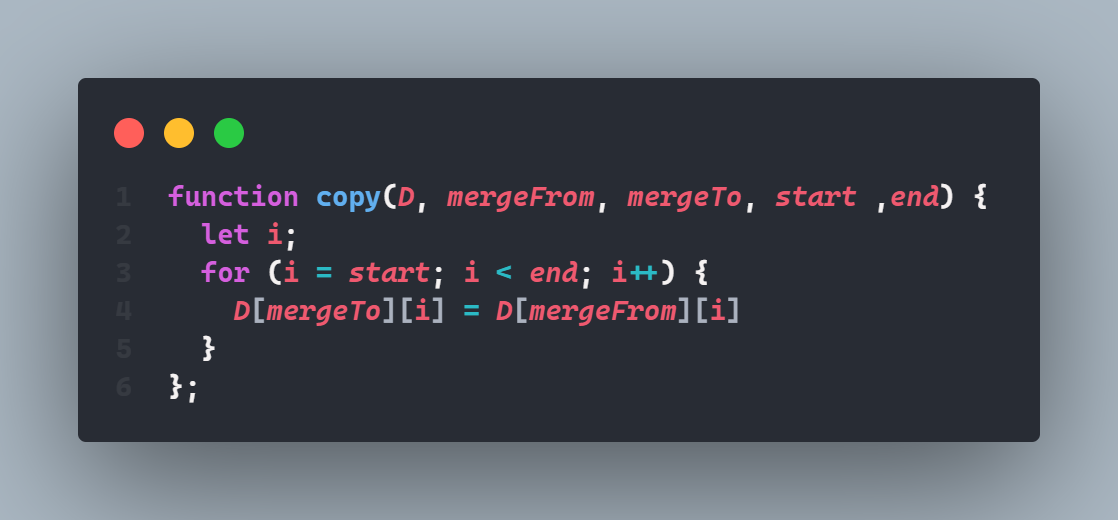 1 function copy(D, mergeFrom, mergeTo, start ,end) {
2   let i;
3   for (i = start; i < end; i++) {
4     D[mergeTo][i] = D[mergeFrom][i]
5   }
6 };